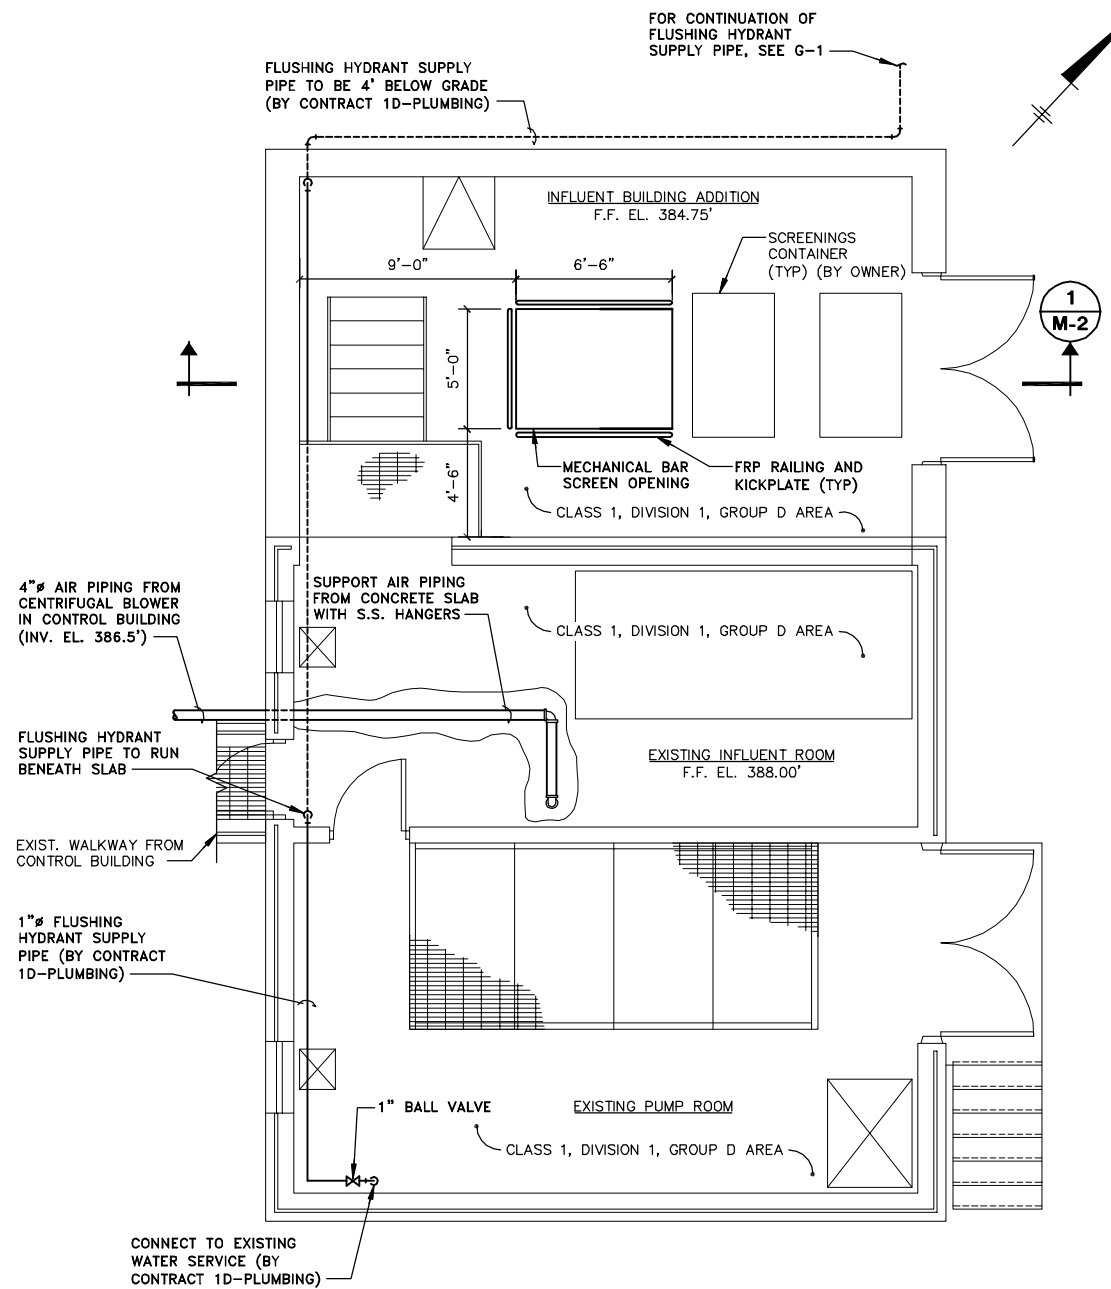 FOR CONTINUATION OF
FLUSHING HYDRANT
SUPPLY PIPE, SEE G-1
FLUSHING HYDRANT SUPPLY
PIPE TO BE 4' BELOW GRADE
(BY CONTRACT 1D-PLUMBING)
INFLUENT BUILDING ADDITION
F.F. EL. 384.75'
SCREENINGS
CONTAINER
(TYP) (BY OWNER)
9'-0"
6'-6"
1
M-2
5'-0"
4'-6"
MECHANICAL BAR
SCREEN OPENING
FRP RAILING AND
KICKPLATE (TYP)
CLASS 1, DIVISION 1, GROUP D AREA
4"ø AIR PIPING FROM
CENTRIFUGAL BLOWER
IN CONTROL BUILDING
(INV. EL. 386.5')
SUPPORT AIR PIPING
FROM CONCRETE SLAB
WITH S.S. HANGERS
CLASS 1, DIVISION 1, GROUP D AREA
FLUSHING HYDRANT
SUPPLY PIPE TO RUN
BENEATH SLAB
EXISTING INFLUENT ROOM
F.F. EL. 388.00'
EXIST. WALKWAY FROM
CONTROL BUILDING
1"ø FLUSHING
HYDRANT SUPPLY
PIPE (BY CONTRACT
1D-PLUMBING)
1" BALL VALVE
EXISTING PUMP ROOM
CLASS 1, DIVISION 1, GROUP D AREA
CONNECT TO EXISTING
WATER SERVICE (BY
CONTRACT 1D-PLUMBING)